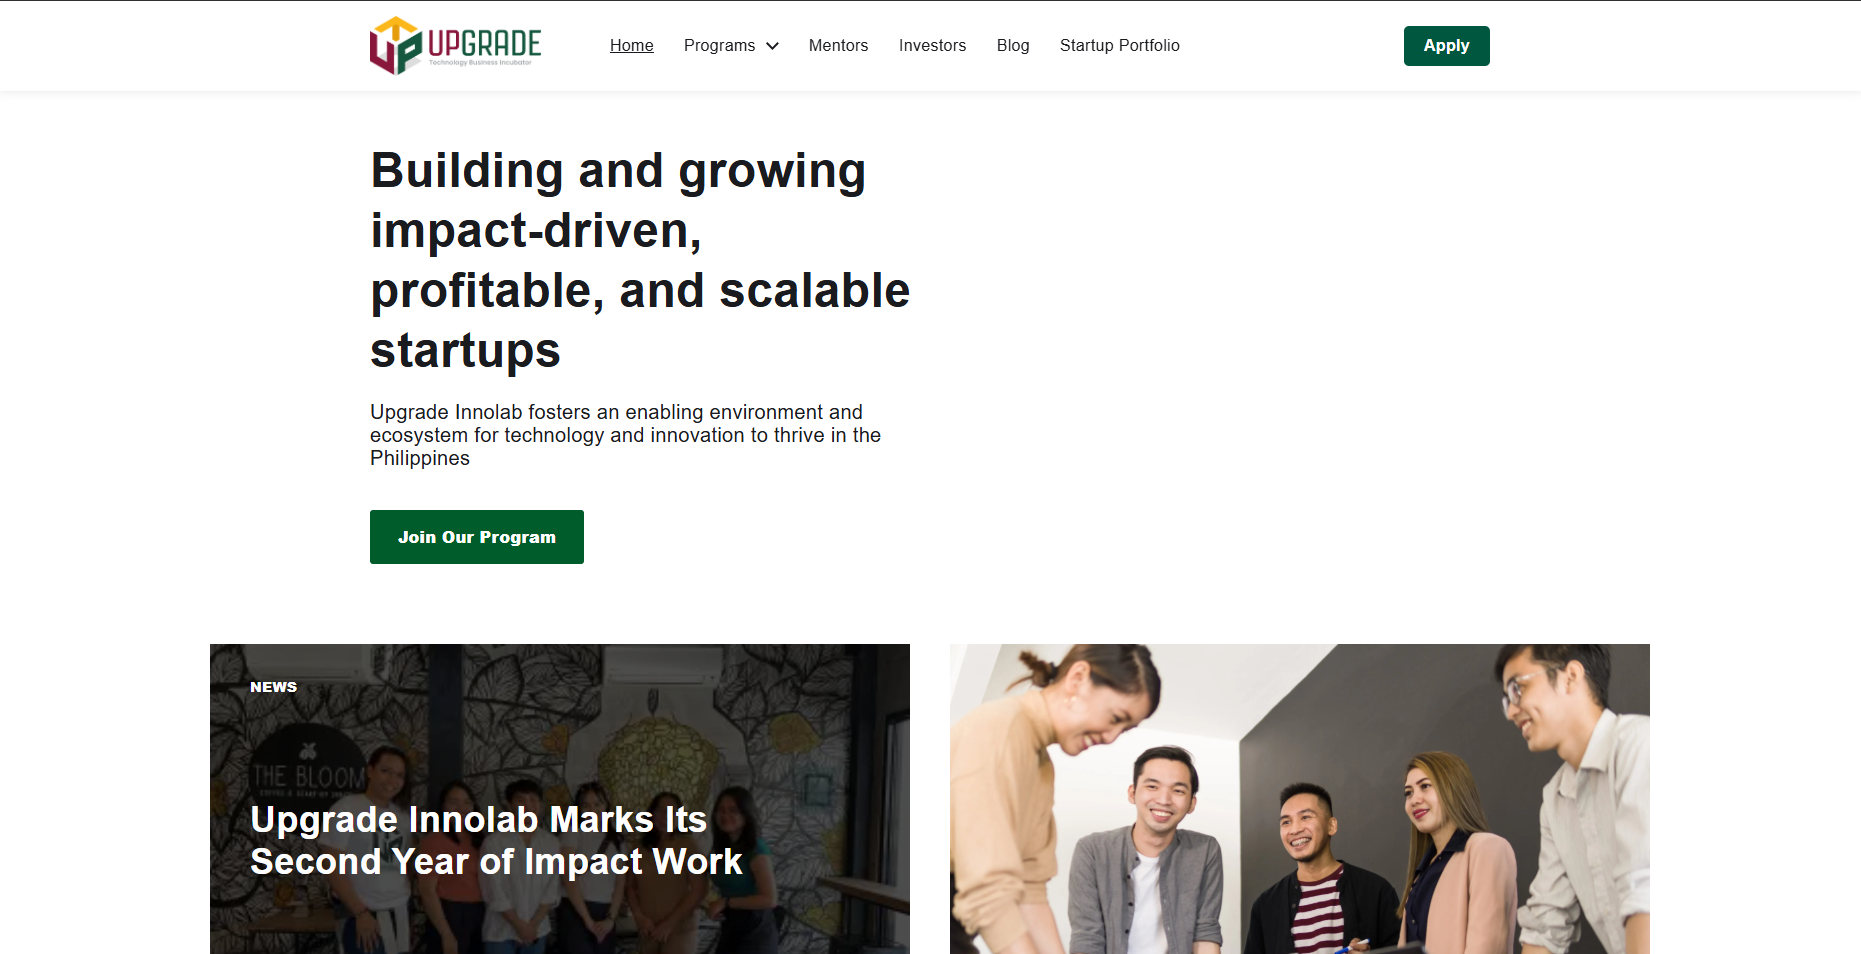 UPGRADE
Technology Business Incubator
Home
Programs
Mentors
Investors
Blog
Startup Portfolio
Apply
Building and growing
impact-driven,
profitable, and scalable
startups
Upgrade Innolab fosters an enabling environment and
ecosystem for technology and innovation to thrive in the
Philippines
Join Our Program
NEWS
THE BLOOM
Upgrade Innolab Marks Its
Second Year of Impact Work